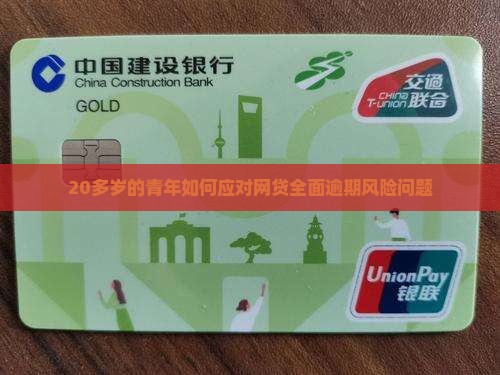 中国建设银行
China Construction Bank
GOLD
交通
CHINA
T-UNION 联合
20多岁的青年如何应对网贷全面逾期风险问题
UnionPay
银联